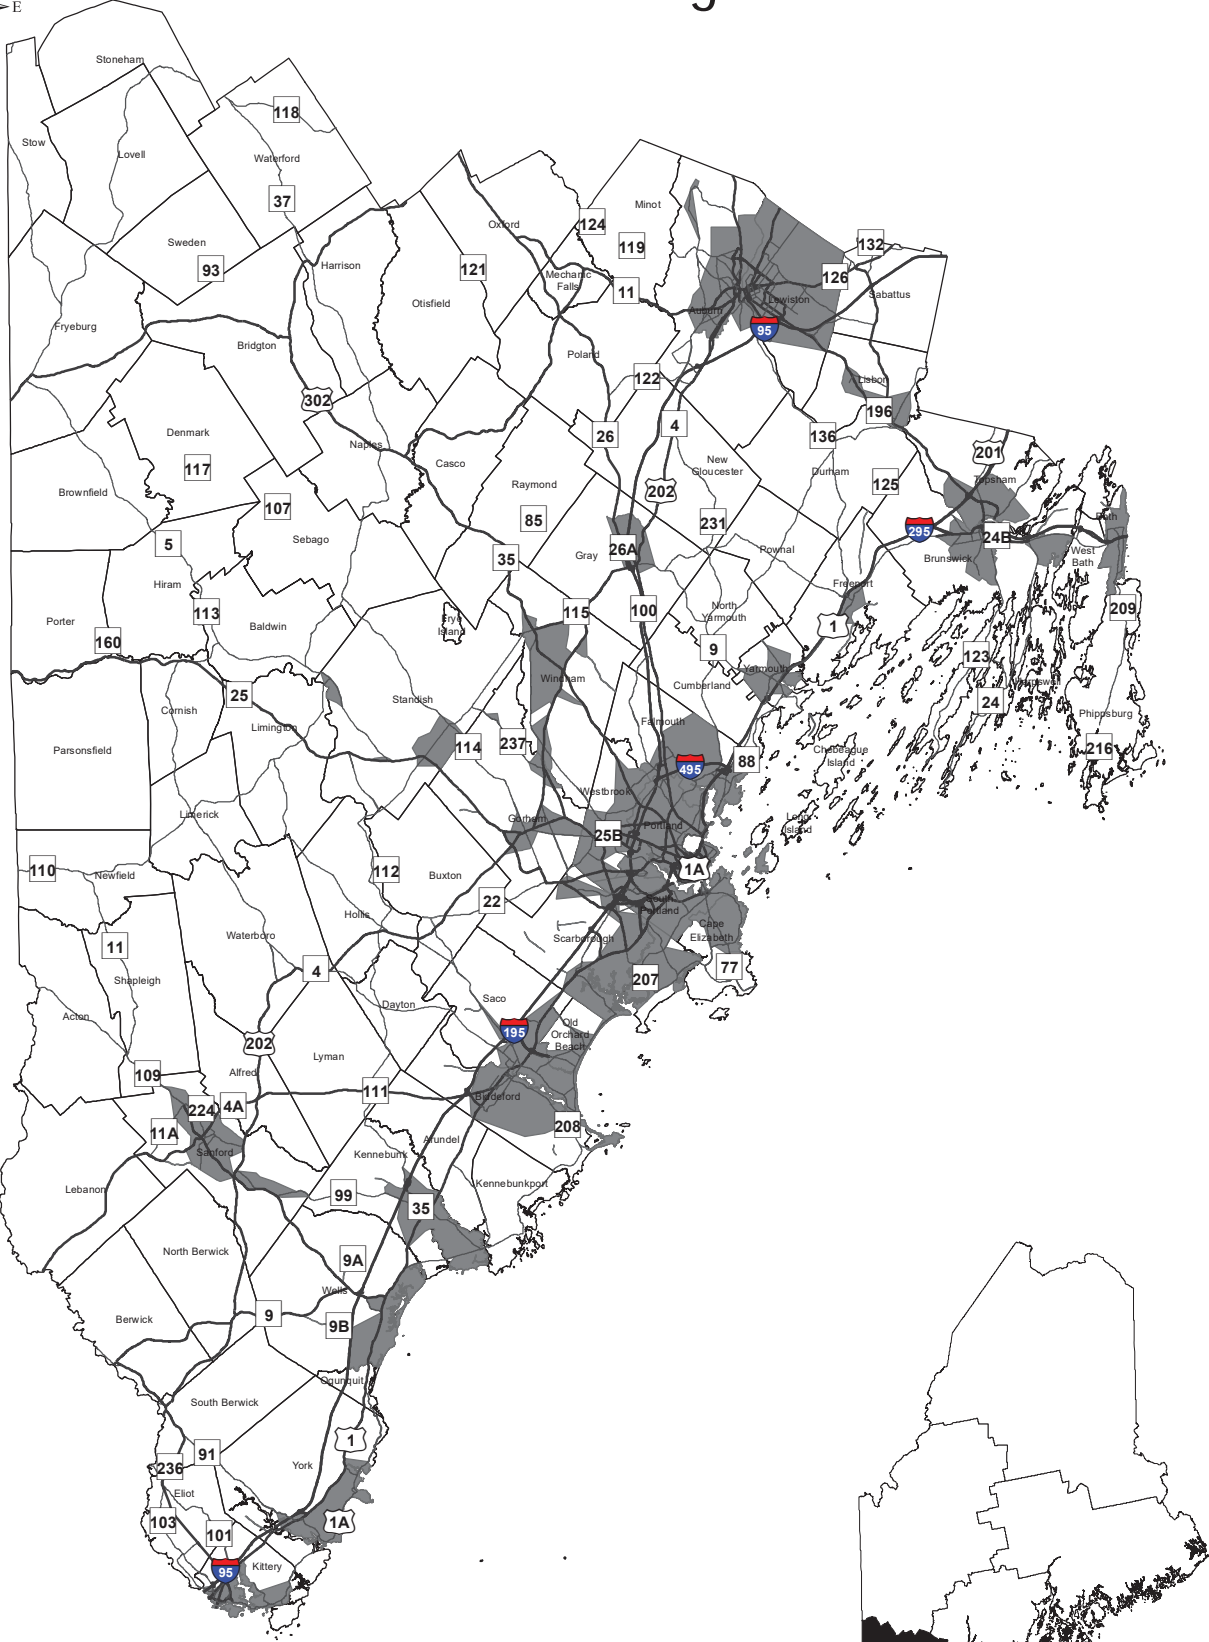 E
Stoneham
118
Stow
Lovell
Waterford
37
Minot
Oxford
124
119
132
Sweden
93
Harrison
121
Mechanic
Falls
11
126
Sabattus
Otisfield
Lewiston
Auburn
95
Fryeburg
Bridgton
Poland
122
Lisbon
302
196
4
26
136
Denmark
Naples
201
117
Casco
New
Gloucester
Durham
Topsham
Brownfield
Raymond
202
125
107
85
231
295
Bath
5
Sebago
Gray
26A
24B
35
Pownal
Brunswick
West
Bath
Hiram
Freeport
113
115
100
North
Yarmouth
209
Porter
Baldwin
Frye
Island
1
160
9
123
Yarmouth
Windham
Cumberland
25
Standish
24
Harpswell
Cornish
Limington
Falmouth
Phippsburg
Parsonsfield
114
237
216
88
Chebeague
Island
495
Westbrook
Limerick
Gorham
Portland
Long
Island
25B
110
112
1A
Newfield
Buxton
22
South
Portland
Hollis
Cape
Elizabeth
Waterboro
Scarborough
11
4
77
207
Shapleigh
Saco
Dayton
Acton
195
Old
Orchard
Beach
202
Lyman
109
Alfred
111
Biddeford
224
4A
208
11A
Arundel
Sanford
Kennebunk
Lebanon
99
Kennebunkport
35
North Berwick
9A
Wells
9
Berwick
9B
Ogunquit
South Berwick
1
91
236
York
Eliot
103
101
1A
95
Kittery